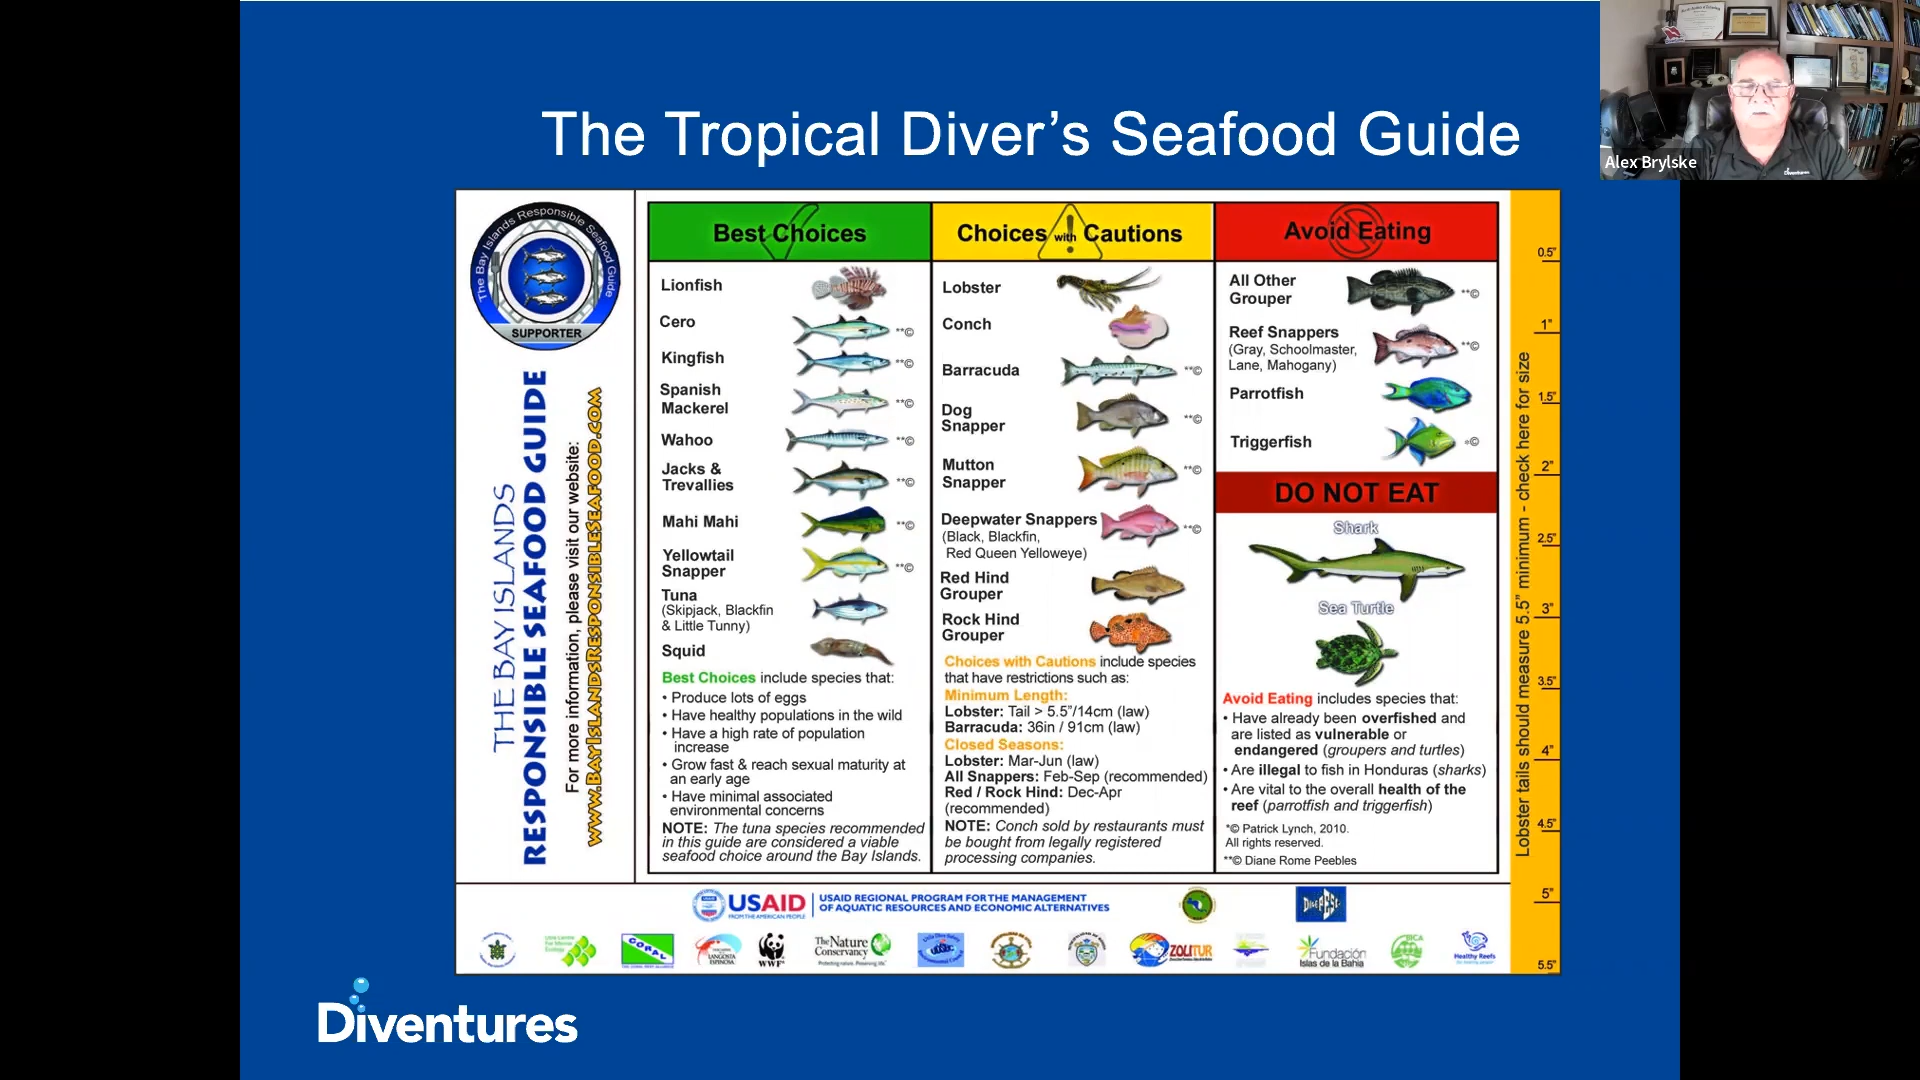 The Tropical Diver's Seafood Guide
Alex Brylske
Diventures
The Bay Islands Responsible Seafood Guide
SUPPORTER
THE BAY ISLANDS
RESPONSIBLE SEAFOOD GUIDE
For more information, please visit our website:
www.BayIslandsResponsibleSeafood.com
Best Choices
Lionfish
Cero
**©
Kingfish
**©
Spanish
Mackerel
**©
Wahoo
**©
Jacks &
Trevallies
**©
Mahi Mahi
**©
Yellowtail
Snapper
**©
Tuna
(Skipjack, Blackfin
& Little Tunny)
Squid
Best Choices include species that:
• Produce lots of eggs
• Have healthy populations in the wild
• Have a high rate of population
increase
• Grow fast & reach sexual maturity at
an early age
• Have minimal associated
environmental concerns
NOTE: The tuna species recommended
in this guide are considered a viable
seafood choice around the Bay Islands.
Choices with Cautions
Lobster
Conch
Barracuda
**©
Dog
Snapper
**©
Mutton
Snapper
**©
Deepwater Snappers
(Black, Blackfin,
Red Queen Yelloweye)
**©
Red Hind
Grouper
Rock Hind
Grouper
Choices with Cautions include species
that have restrictions such as:
Minimum Length:
Lobster: Tail > 5.5"/14cm (law)
Barracuda: 36in / 91cm (law)
Closed Seasons:
Lobster: Mar-Jun (law)
All Snappers: Feb-Sep (recommended)
Red / Rock Hind: Dec-Apr
(recommended)
NOTE: Conch sold by restaurants must
be bought from legally registered
processing companies.
Avoid Eating
All Other
Grouper
**©
Reef Snappers
(Gray, Schoolmaster,
Lane, Mahogany)
**©
Parrotfish
Triggerfish
*©
DO NOT EAT
Shark
Sea Turtle
Avoid Eating includes species that:
• Have already been overfished and
are listed as vulnerable or
endangered (groupers and turtles)
• Are illegal to fish in Honduras (sharks)
• Are vital to the overall health of the
reef (parrotfish and triggerfish)
*© Patrick Lynch, 2010.
All rights reserved.
**© Diane Rome Peebles
Lobster tails should measure 5.5" minimum - check here for size
0.5"
1"
1.5"
2"
2.5"
3"
3.5"
4"
4.5"
5"
5.5"
USAID
FROM THE AMERICAN PEOPLE
USAID REGIONAL PROGRAM FOR THE MANAGEMENT
OF AQUATIC RESOURCES AND ECONOMIC ALTERNATIVES
CORAL
LANGOSTA
ESPINOSA
WWF
The Nature
Conservancy
ZOLITUR
Fundación
Islas de la Bahía
BICA
Healthy Reefs
Diventures